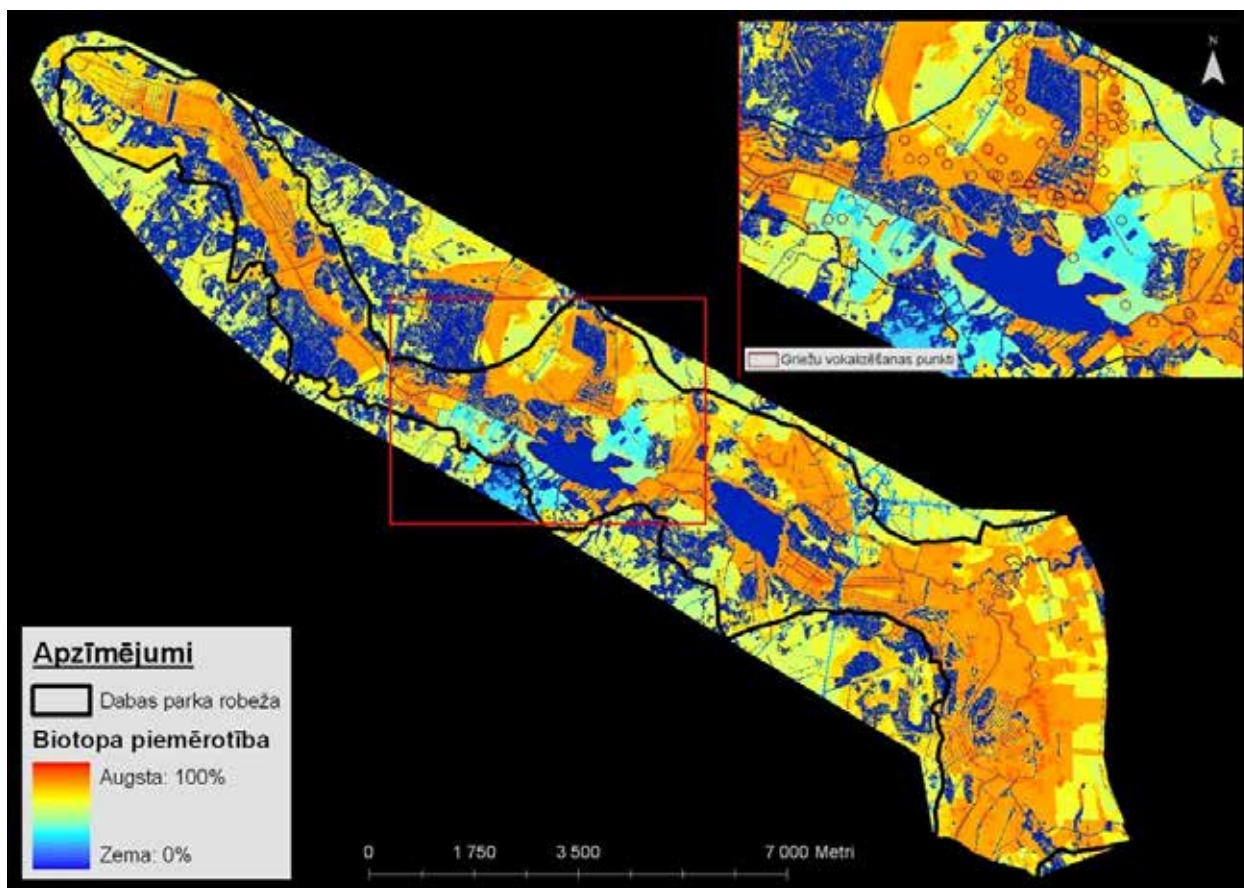 N
Griežu vokalizēšanas punkti
Apzīmējumi
Dabas parka robeža
Biotopa piemērotība
Augsta: 100%
Zema: 0%
0 1 750 3 500 7 000 Metri